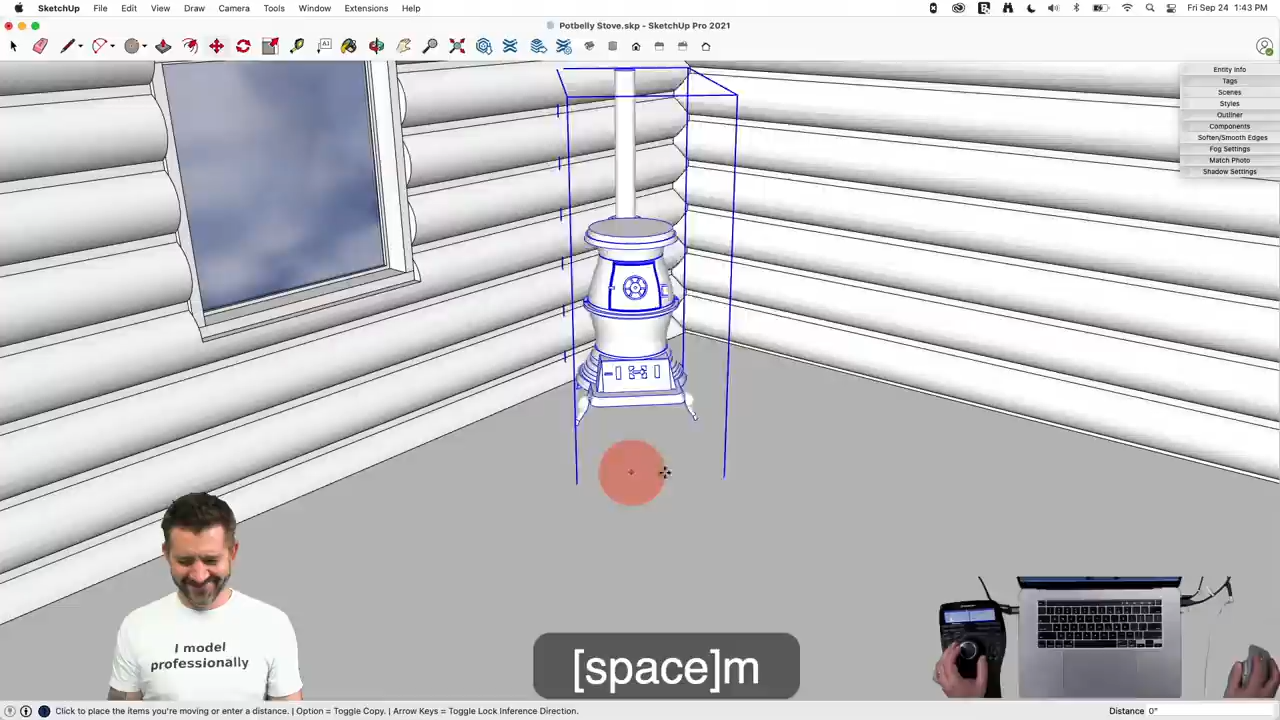 SketchUp File Edit View Draw Camera Tools Window Extensions Help
Fri Sep 24 1:43 PM
Potbelly Stove.skp - SketchUp Pro 2021
Entity Info
Tags
Scenes
Styles
Outliner
Components
Soften/Smooth Edges
Fog Settings
Match Photo
Shadow Settings
I model
professionally
[space]m
Click to place the items you're moving or enter a distance. | Option = Toggle Copy. | Arrow Keys = Toggle Lock Inference Direction.
Distance 0"